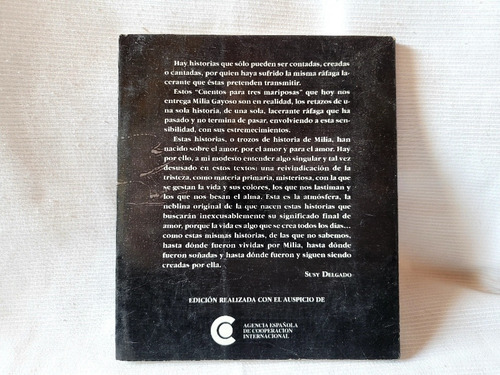 Hay historias que sólo pueden ser contadas, creadas
o cantadas, por quien haya sufrido la misma ráfaga la-
cerante que éstas pretenden transmitir.
Estos "Cuentos para tres mariposas" que hoy nos
entrega Milia Gayoso son en realidad, los retazos de u-
na sola historia, de una sola, lacerante ráfaga que ha
pasado y no termina de pasar, envolviendo a esta sen-
sibilidad, con sus estremecimientos.
Estas historias, o trozos de historia de Milia, han
nacido sobre el amor, por el amor y para el amor. Hay
por ello, a mi modesto entender algo singular y tal vez
desusado en estos textos: una reivindicación de la
tristeza, como materia primaria, misteriosa, con la que
se gestan la vida y sus colores, los que nos lastiman y
los que nos besan el alma. Esta es la atmósfera, la
neblina original de la que nacen estas historias que
buscarán inexcusablemente su significado final de
amor, porque la vida es algo que se crea todos los días...
como estas mismas historias, de las que no sabemos,
hasta dónde fueron vividas por Milia, hasta dónde
fueron soñadas y hasta dónde fueron y siguen siendo
creadas por ella.
SUSY DELGADO
EDICIÓN REALIZADA CON EL AUSPICIO DE
AGENCIA ESPAÑOLA
DE COOPERACION
INTERNACIONAL